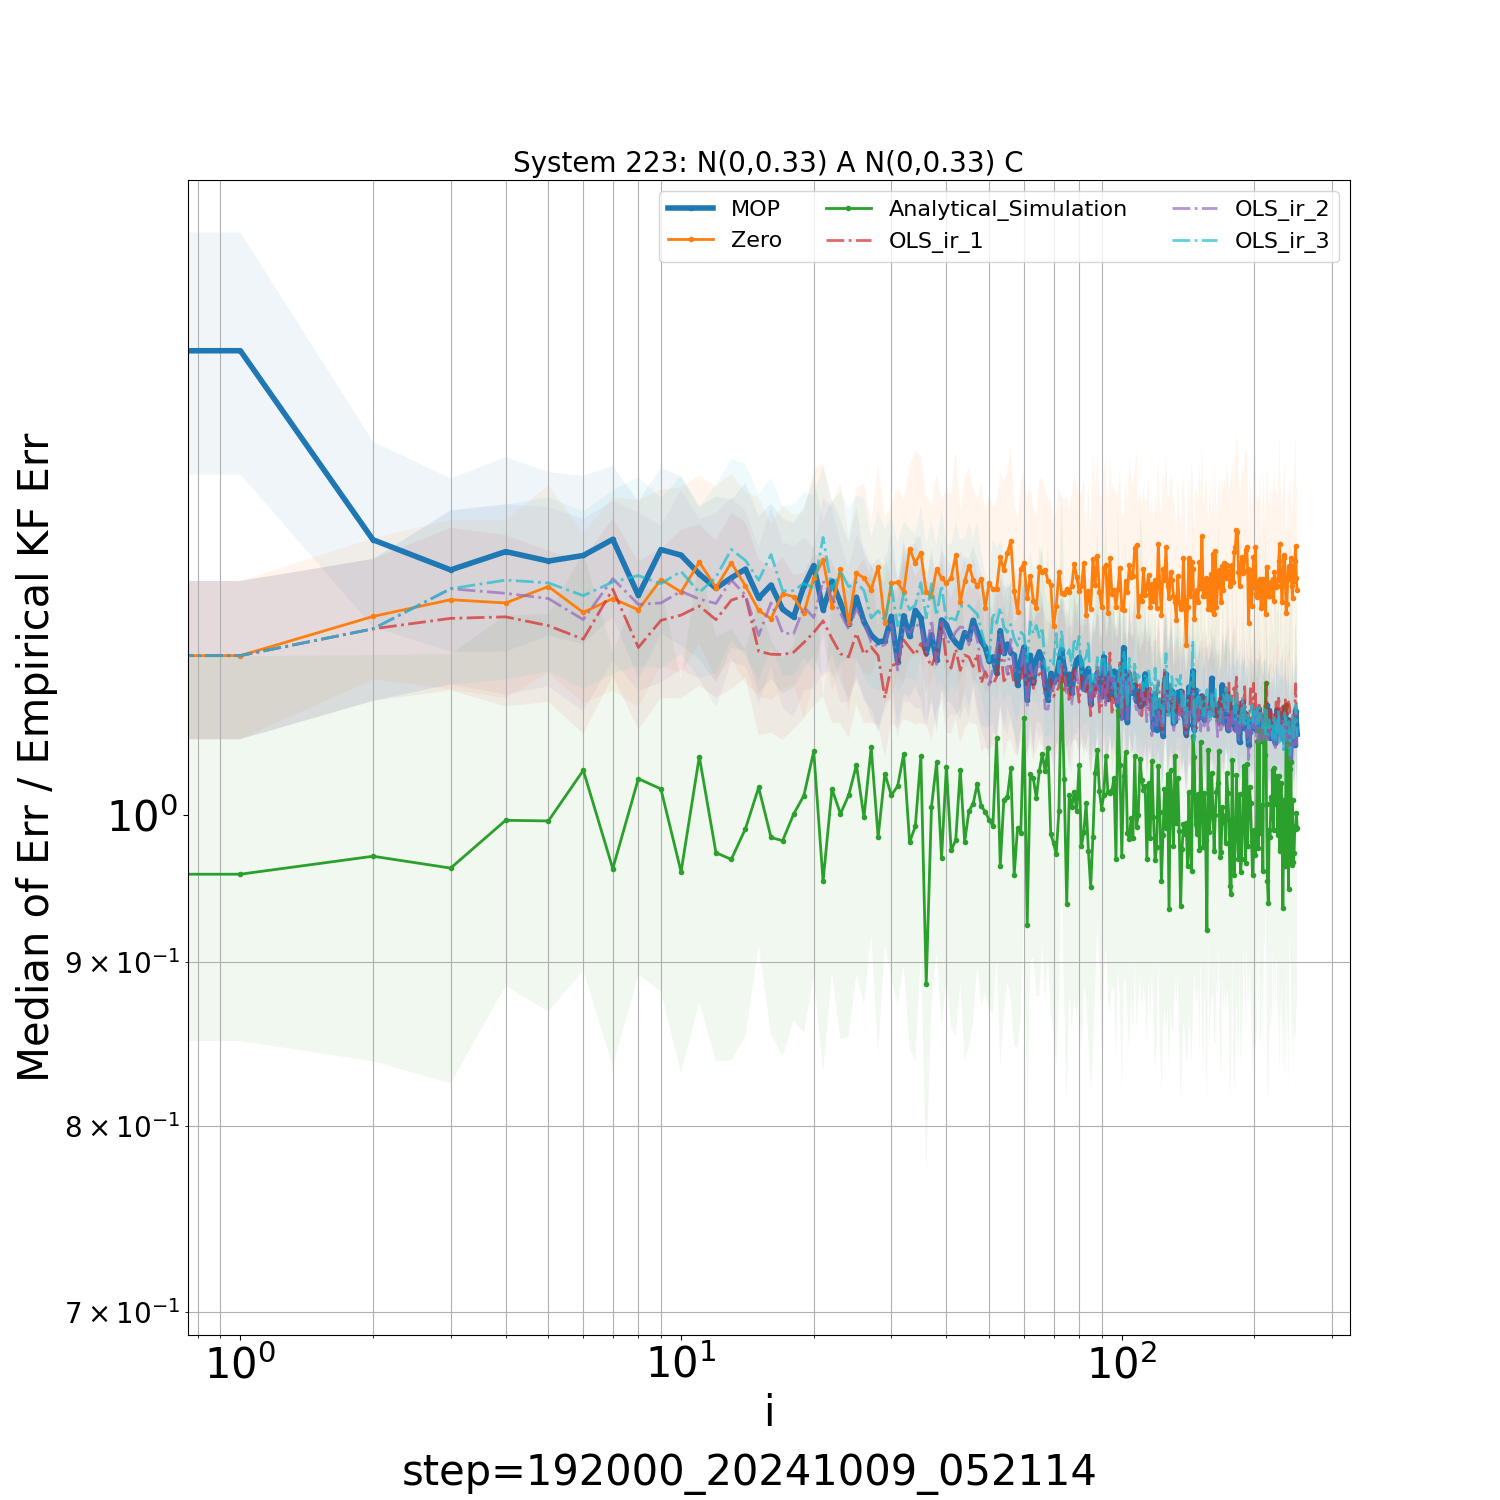 System 223: N(0,0.33) A N(0,0.33) C
MOP
Zero
Analytical_Simulation
OLS_ir_1
OLS_ir_2
OLS_ir_3
Median of Err / Empirical KF Err
10⁰
9 × 10⁻¹
8 × 10⁻¹
7 × 10⁻¹
10⁰ 10¹ 10²
i
step=192000_20241009_052114